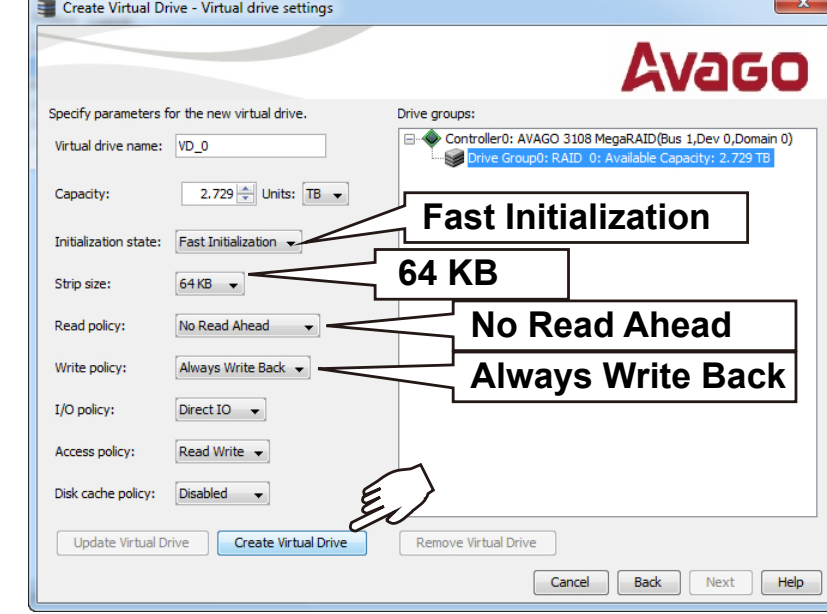 Create Virtual Drive - Virtual drive settings
Avago
Specify parameters for the new virtual drive.
Drive groups:
Virtual drive name: VD_0
Controller0: AVAGO 3108 MegaRAID(Bus 1,Dev 0,Domain 0)
Drive Group0: RAID 0: Available Capacity: 2.729 TB
Capacity: 2.729 Units: TB
Fast Initialization
Initialization state: Fast Initialization
64 KB
Strip size: 64 KB
Read policy: No Read Ahead
No Read Ahead
Write policy: Always Write Back
Always Write Back
I/O policy: Direct IO
Access policy: Read Write
Disk cache policy: Disabled
Update Virtual Drive Create Virtual Drive Remove Virtual Drive
Cancel Back Next Help